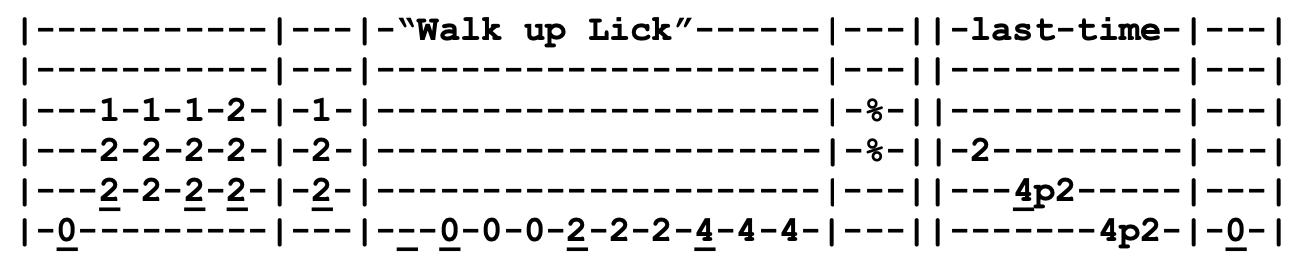 |-----------|---|-“Walk up Lick”------|---||-last-time-|---|
|-----------|---|---------------------|---||-----------|---|
|---1-1-1-2-|-1-|---------------------|-%-||-----------|---|
|---2-2-2-2-|-2-|---------------------|-%-||-2---------|---|
|---2-2-2-2-|-2-|---------------------|---||---4p2-----|---|
|-0---------|---|---0-0-0-2-2-2-4-4-4-|---||-------4p2-|-0-|